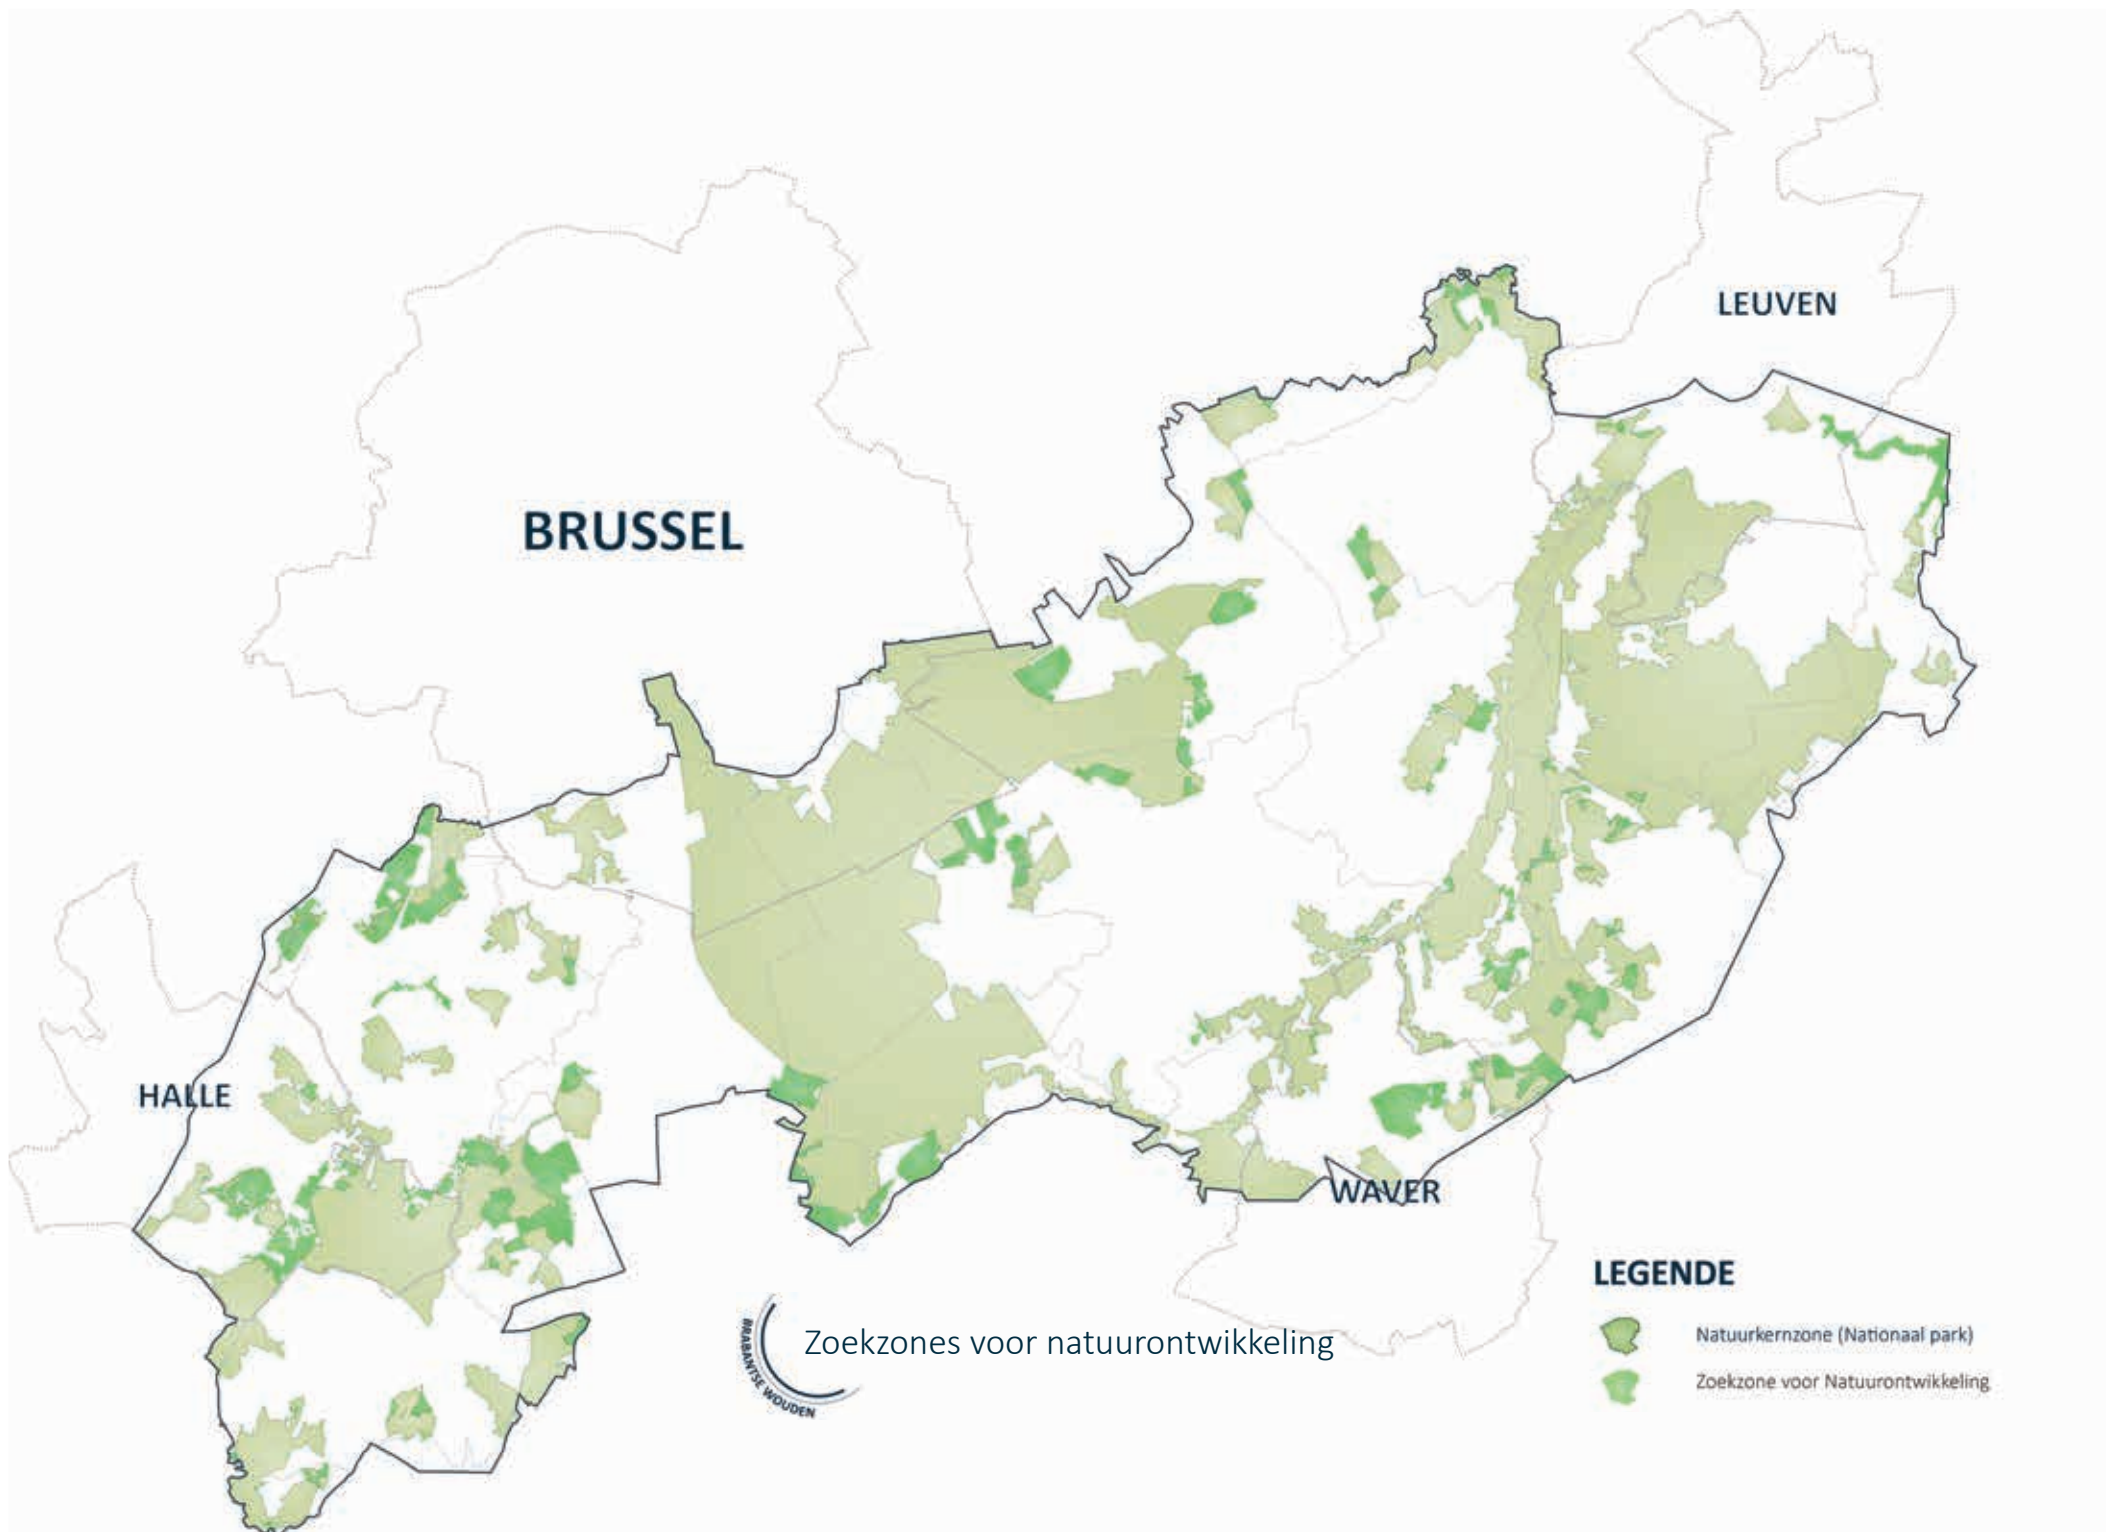 LEUVEN
BRUSSEL
HALLE
WAVER
LEGENDE
Natuurkernzone (Nationaal park)
Zoekzone voor Natuurontwikkeling
Zoekzones voor natuurontwikkeling
BRABANTSE WOUDEN